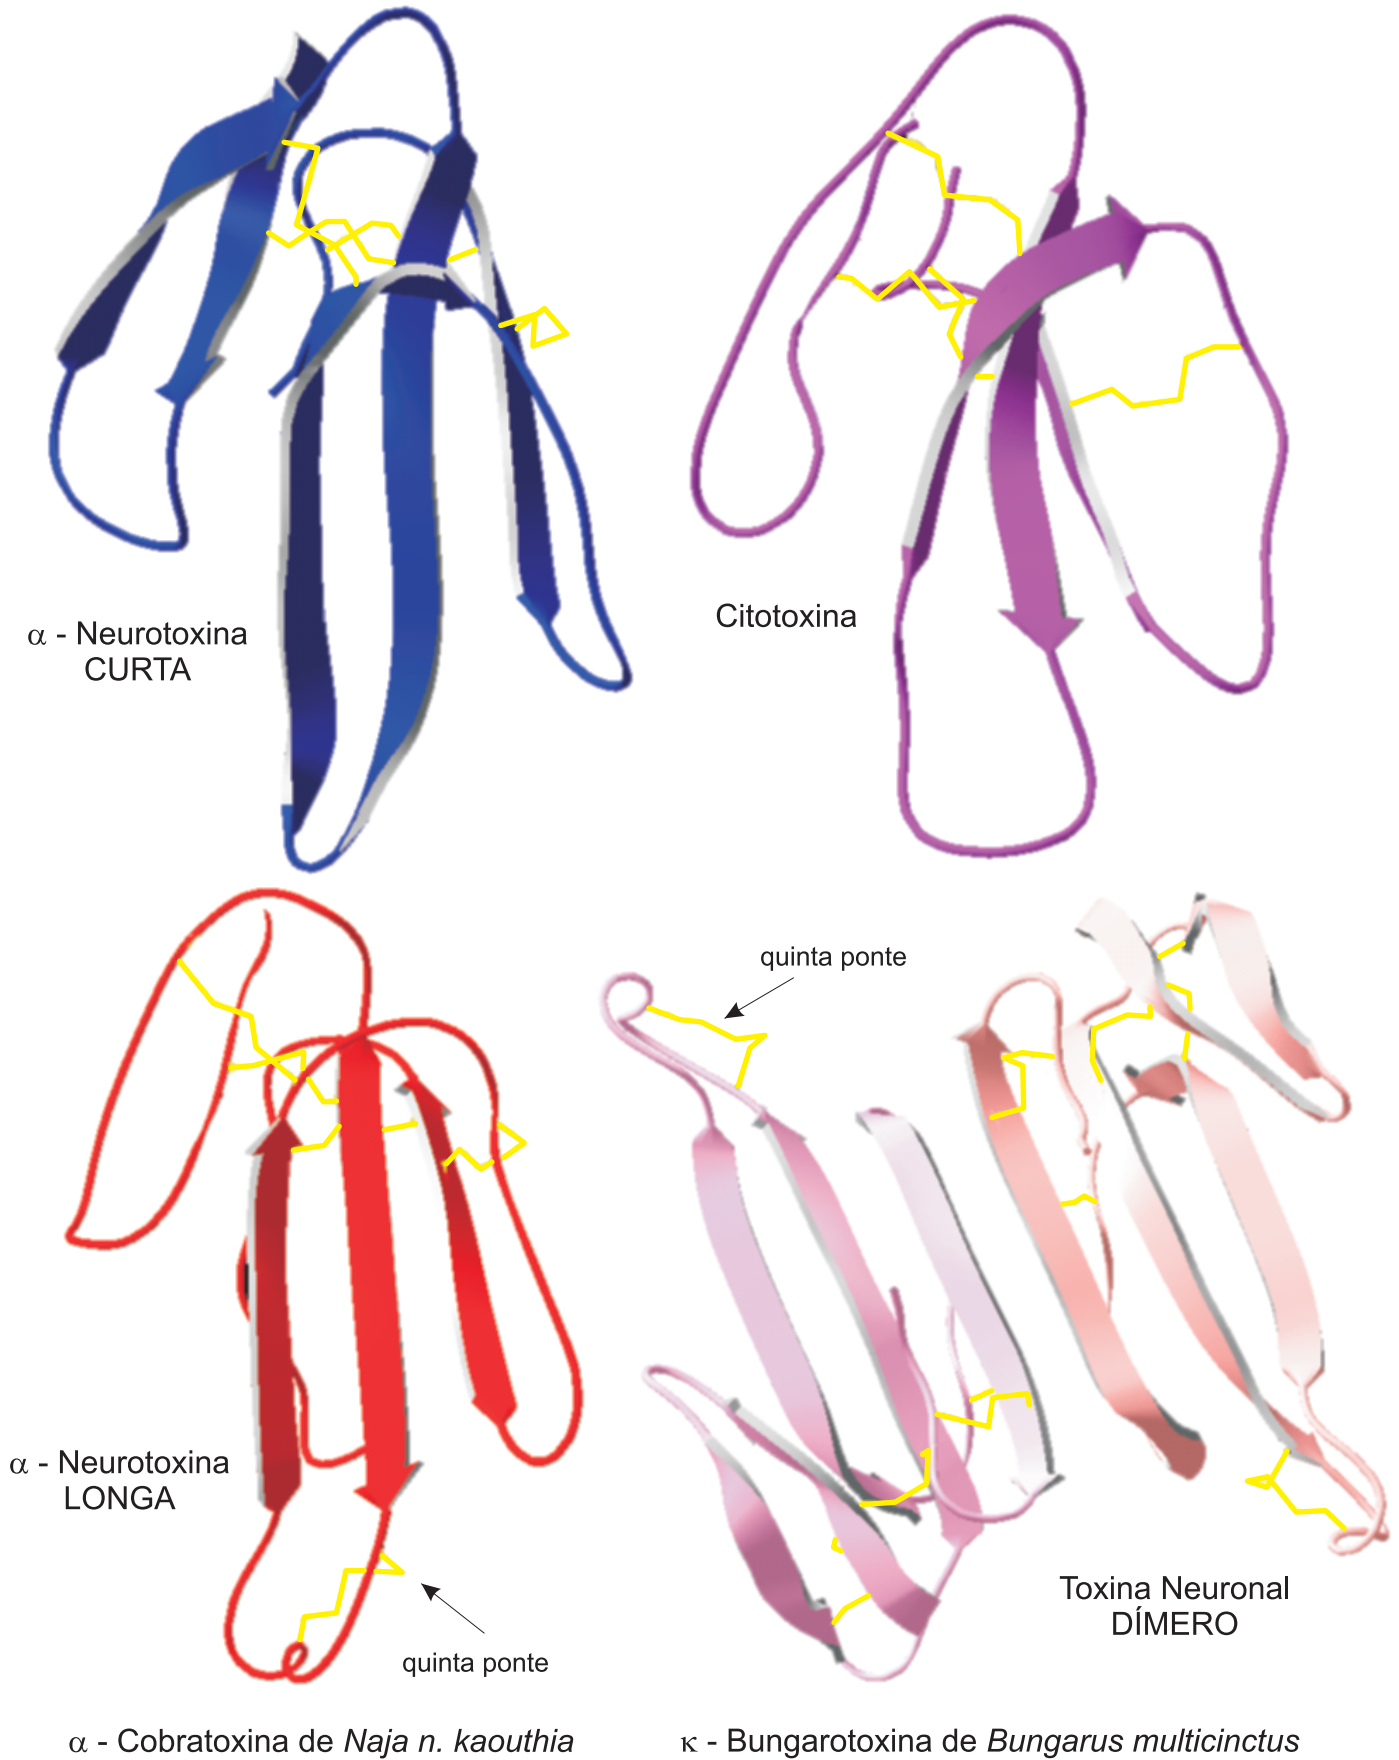 α - Neurotoxina
CURTA
Citotoxina
quinta ponte
α - Neurotoxina
LONGA
quinta ponte
Toxina Neuronal
DÍMERO
α - Cobratoxina de Naja n. kaouthia
κ - Bungarotoxina de Bungarus multicinctus